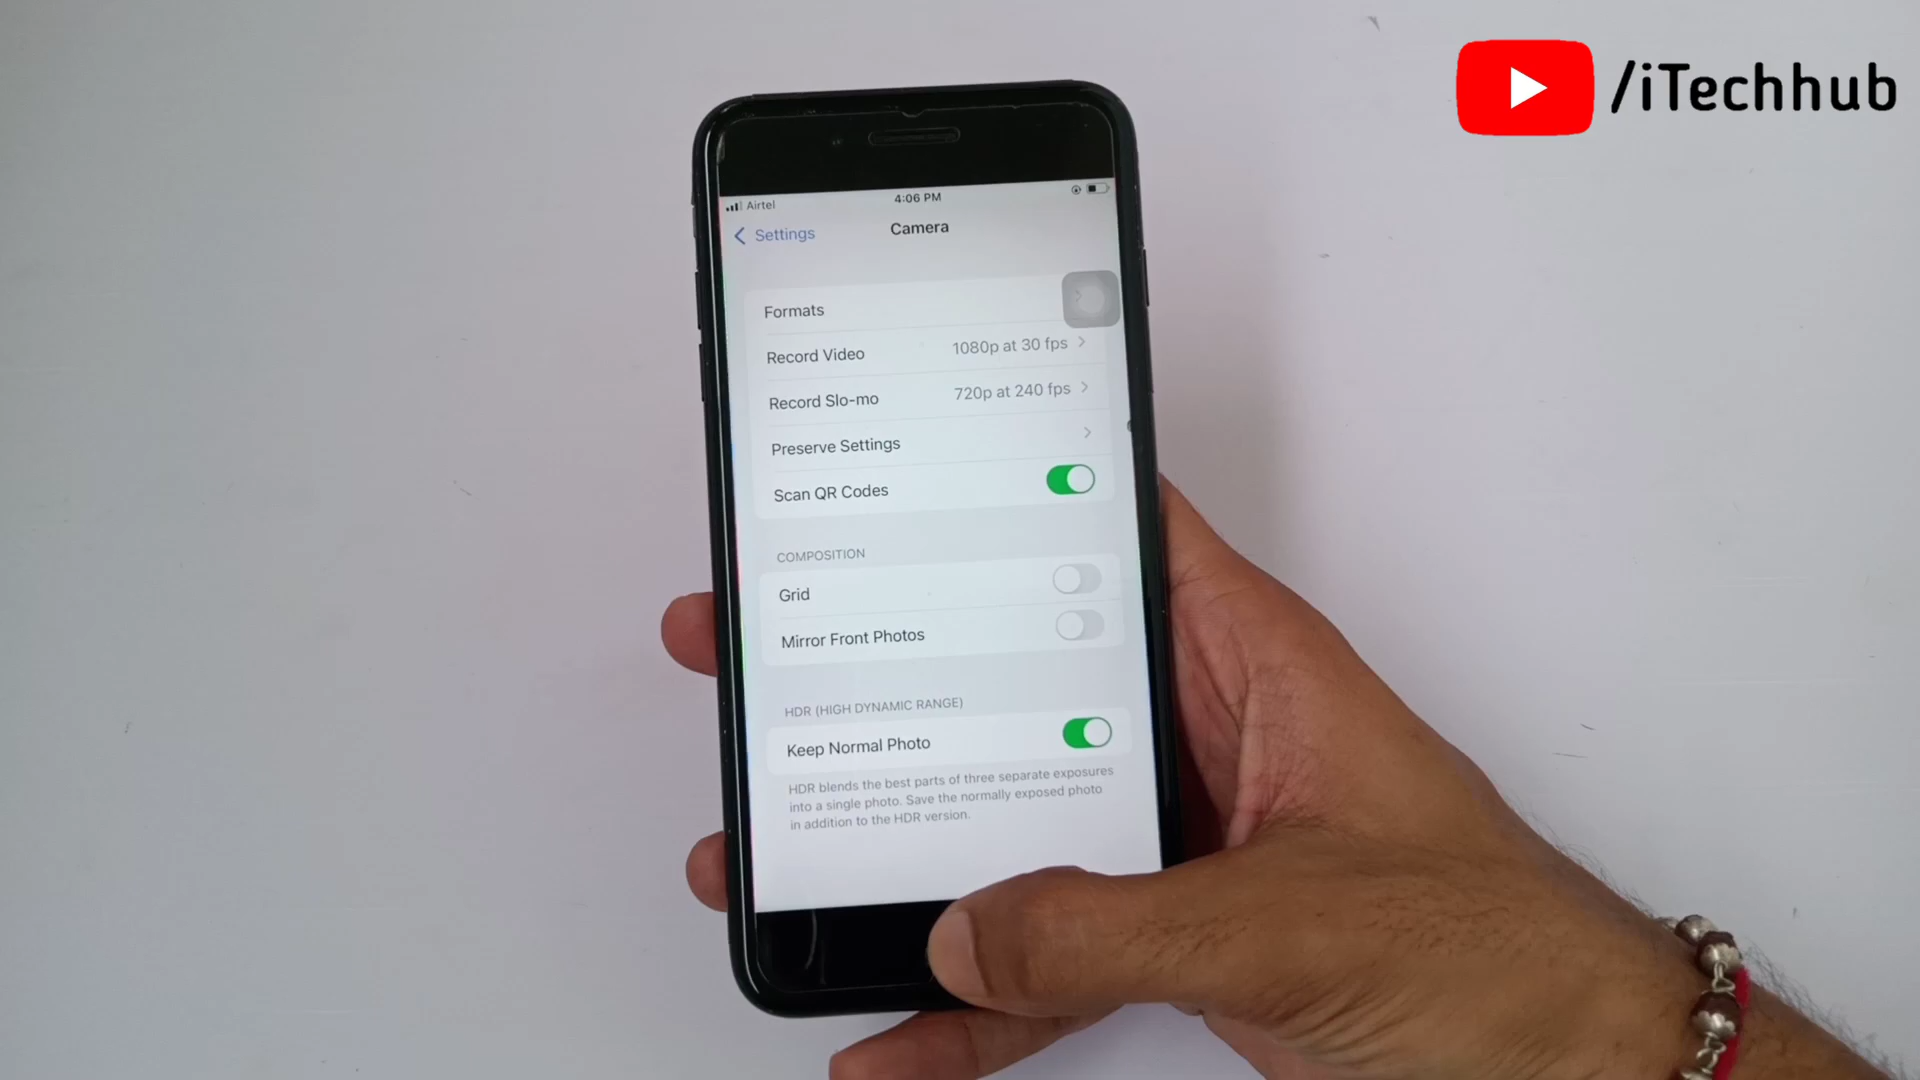 /iTechhub
Airtel
4:06 PM
Settings
Camera
Formats
Record Video
1080p at 30 fps
Record Slo-mo
720p at 240 fps
Preserve Settings
Scan QR Codes
COMPOSITION
Grid
Mirror Front Photos
HDR (HIGH DYNAMIC RANGE)
Keep Normal Photo
HDR blends the best parts of three separate exposures
into a single photo. Save the normally exposed photo
in addition to the HDR version.